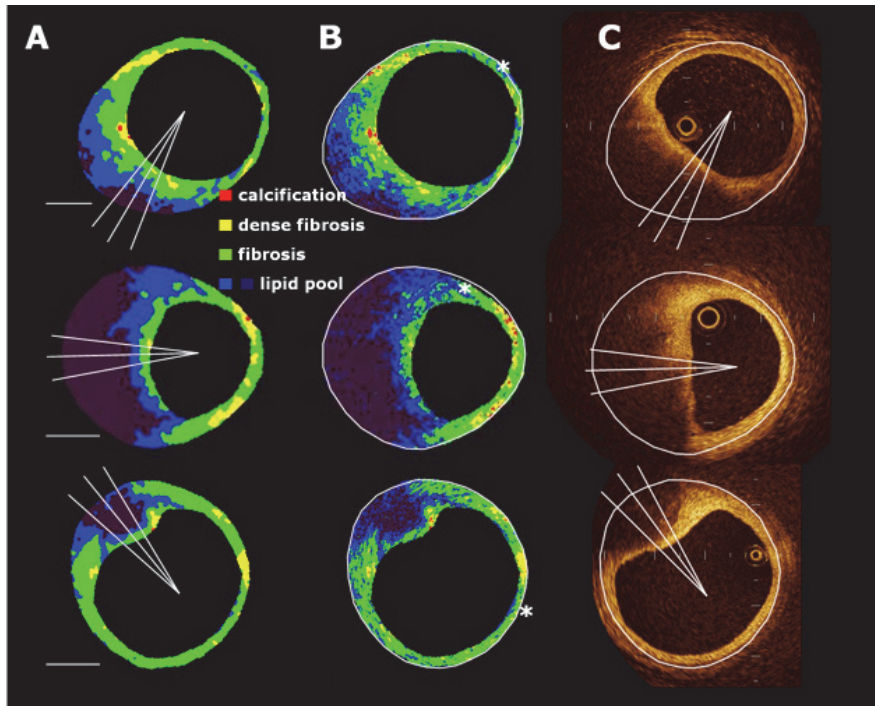 A B C
calcification
dense fibrosis
fibrosis
lipid pool
*
*
*